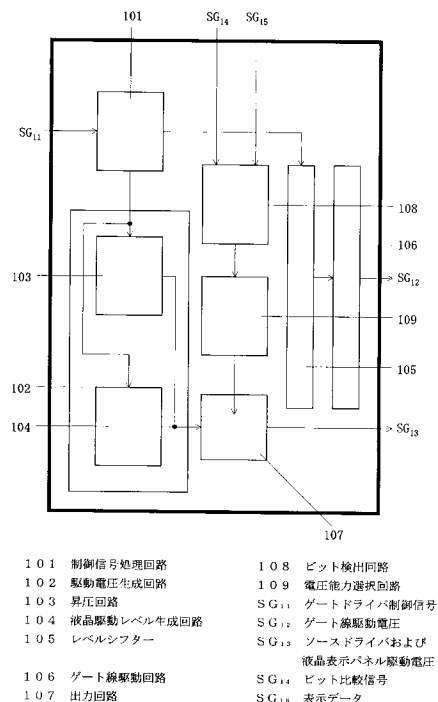 101
SG14 SG15
SG11
108
106
103
SG12
109
102
105
104
SG13
107
101 制御信号処理回路
102 駆動電圧生成回路
103 昇圧回路
104 液晶駆動レベル生成回路
105 レベルシフター
106 ゲート線駆動回路
107 出力回路
108 ビット検出回路
109 電圧能力選択回路
SG11 ゲートドライバ制御信号
SG12 ゲート線駆動電圧
SG13 ソースドライバおよび
液晶表示パネル駆動電圧
SG14 ビット比較信号
SG15 表示データ